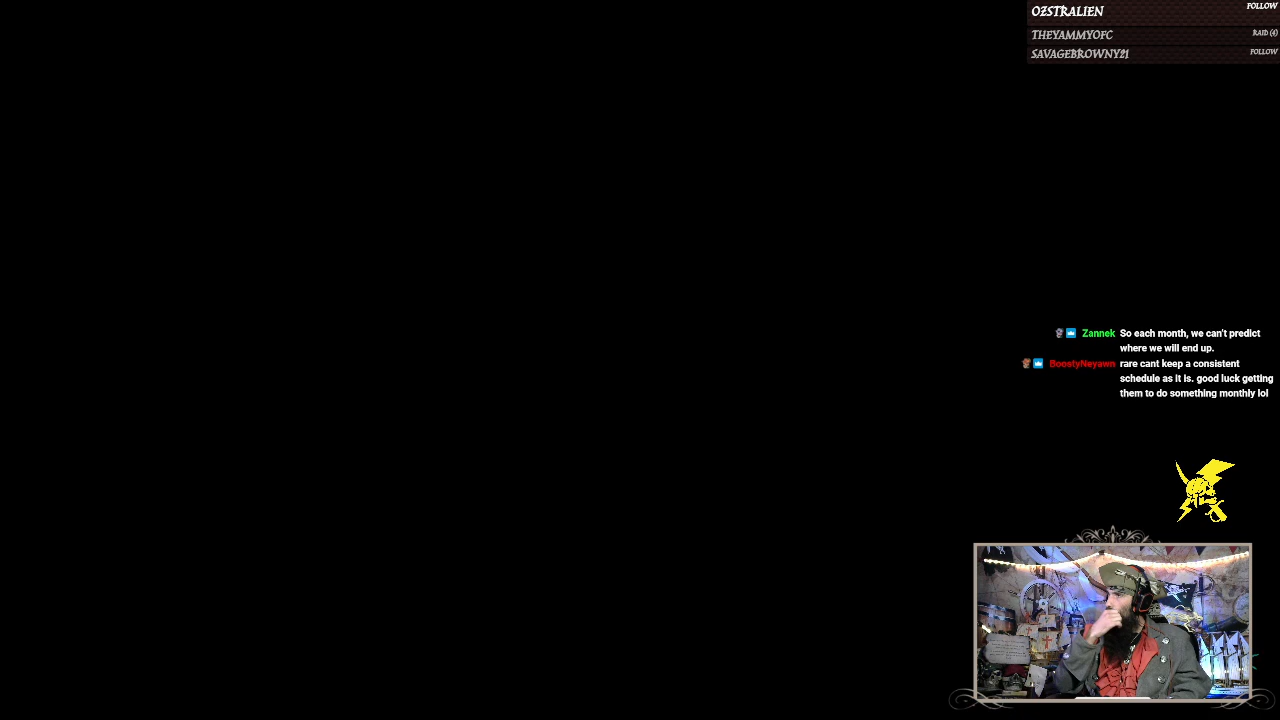 OZSTRALIEN FOLLOW
THEYAMMYOFC RAID (4)
SAVAGEBROWNY21 FOLLOW
Zannek So each month, we can't predict
where we will end up.
BoostyNeyawn rare cant keep a consistent
schedule as it is. good luck getting
them to do something monthly lol